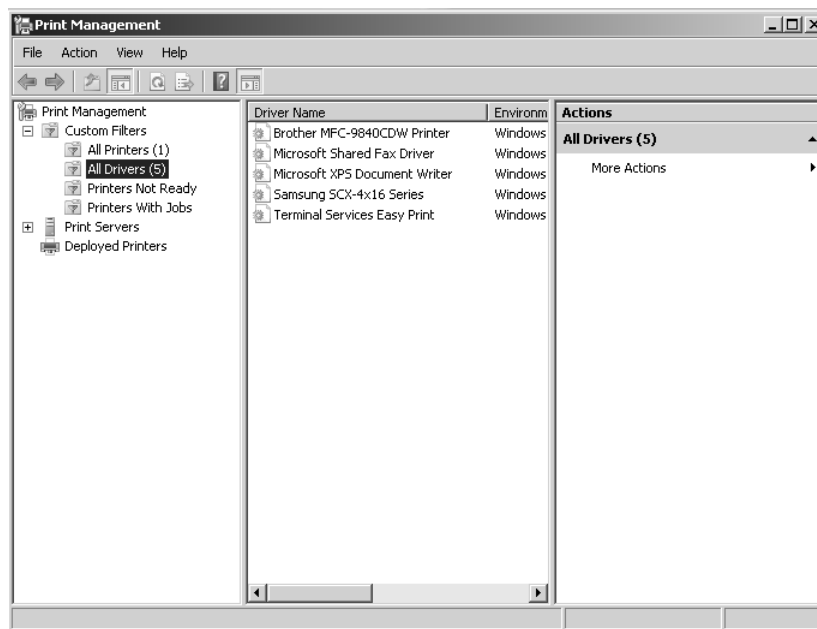 Print Management
File Action View Help
Print Management
Custom Filters
All Printers (1)
All Drivers (5)
Printers Not Ready
Printers With Jobs
Print Servers
Deployed Printers
Driver Name Environm
Brother MFC-9840CDW Printer Windows
Microsoft Shared Fax Driver Windows
Microsoft XPS Document Writer Windows
Samsung SCX-4x16 Series Windows
Terminal Services Easy Print Windows
Actions
All Drivers (5)
More Actions